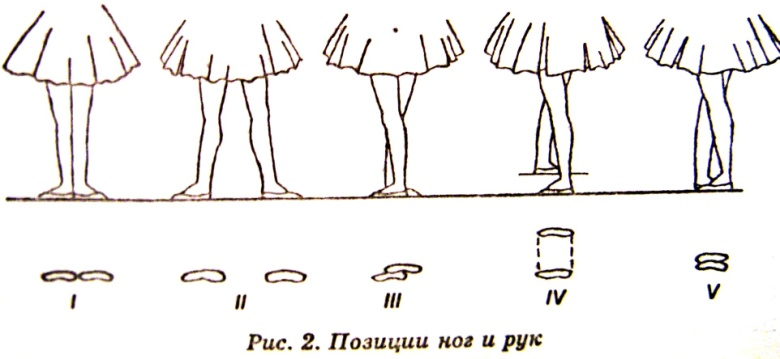 I II III IV V
Рис. 2. Позиции ног и рук